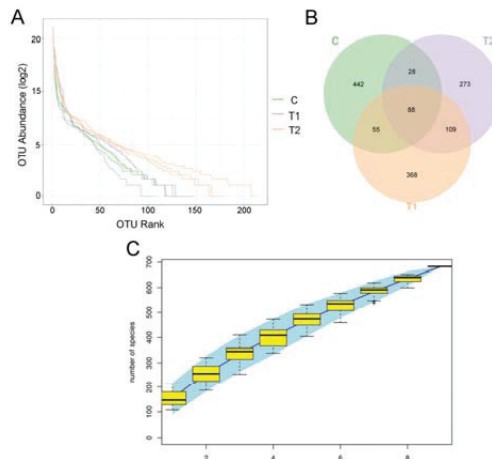 A
OTU Abundance (log2)
20
15
5
0
0
50
100
150
200
OTU Rank
C
T1
T2
B
C
T2
28
442
273
88
55
109
368
T1
C
number of species
700
600
500
400
300
200
100
0
2
4
6
8